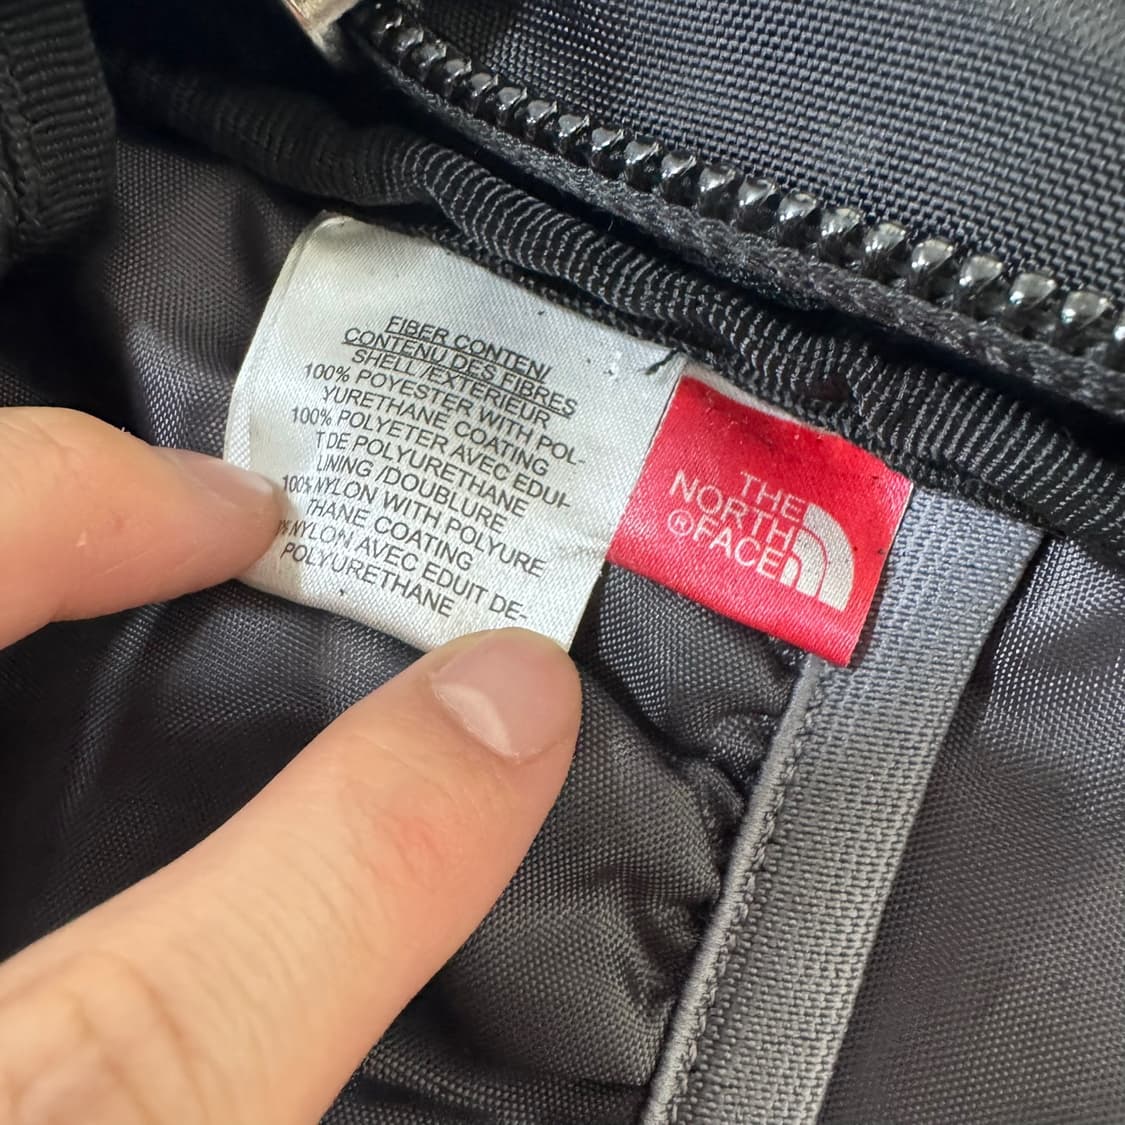 FIBER CONTENI
CONTENU DES FIBRES
SHELL /EXTERIEUR
100% POYESTER WITH POL-
YURETHANE COATING
100% POLYETER AVEC EDUI-
T DE POLYURETHANE
LINING /DOUBLURE
100% NYLON WITH POLYURE
THANE COATING
% NYLON AVEC EDUIT DE-
POLYURETHANE
THE
NORTH
®FACE